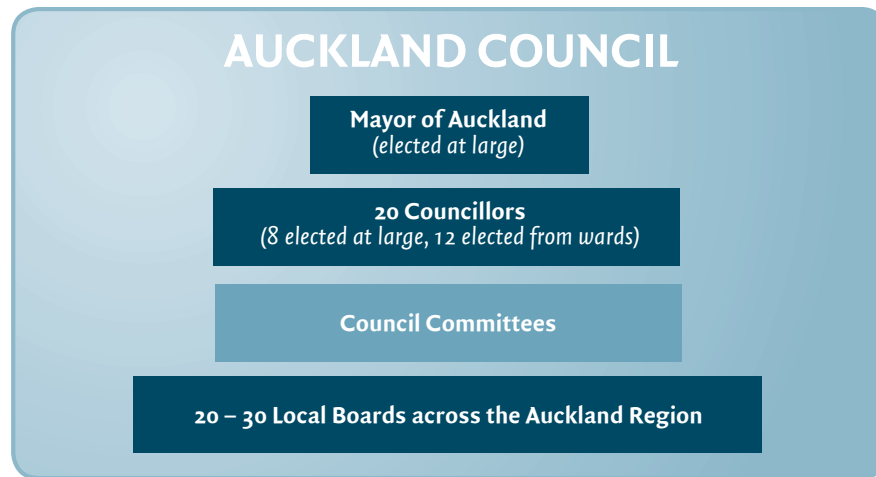 AUCKLAND COUNCIL
Mayor of Auckland
(elected at large)
20 Councillors
(8 elected at large, 12 elected from wards)
Council Committees
20 – 30 Local Boards across the Auckland Region